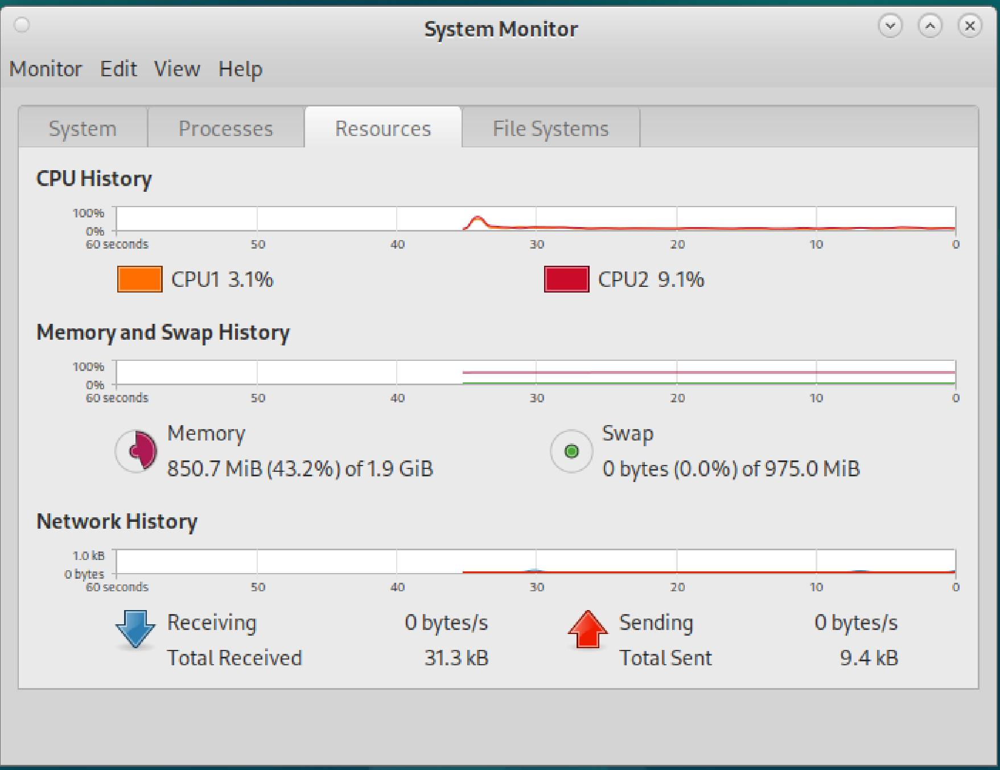 System Monitor
Monitor Edit View Help
System Processes Resources File Systems
CPU History
100%
0%
60 seconds 50 40 30 20 10 0
CPU1 3.1% CPU2 9.1%
Memory and Swap History
100%
0%
60 seconds 50 40 30 20 10 0
Memory Swap
850.7 MiB (43.2%) of 1.9 GiB 0 bytes (0.0%) of 975.0 MiB
Network History
1.0 kB
0 bytes
60 seconds 50 40 30 20 10 0
Receiving 0 bytes/s Sending 0 bytes/s
Total Received 31.3 kB Total Sent 9.4 kB